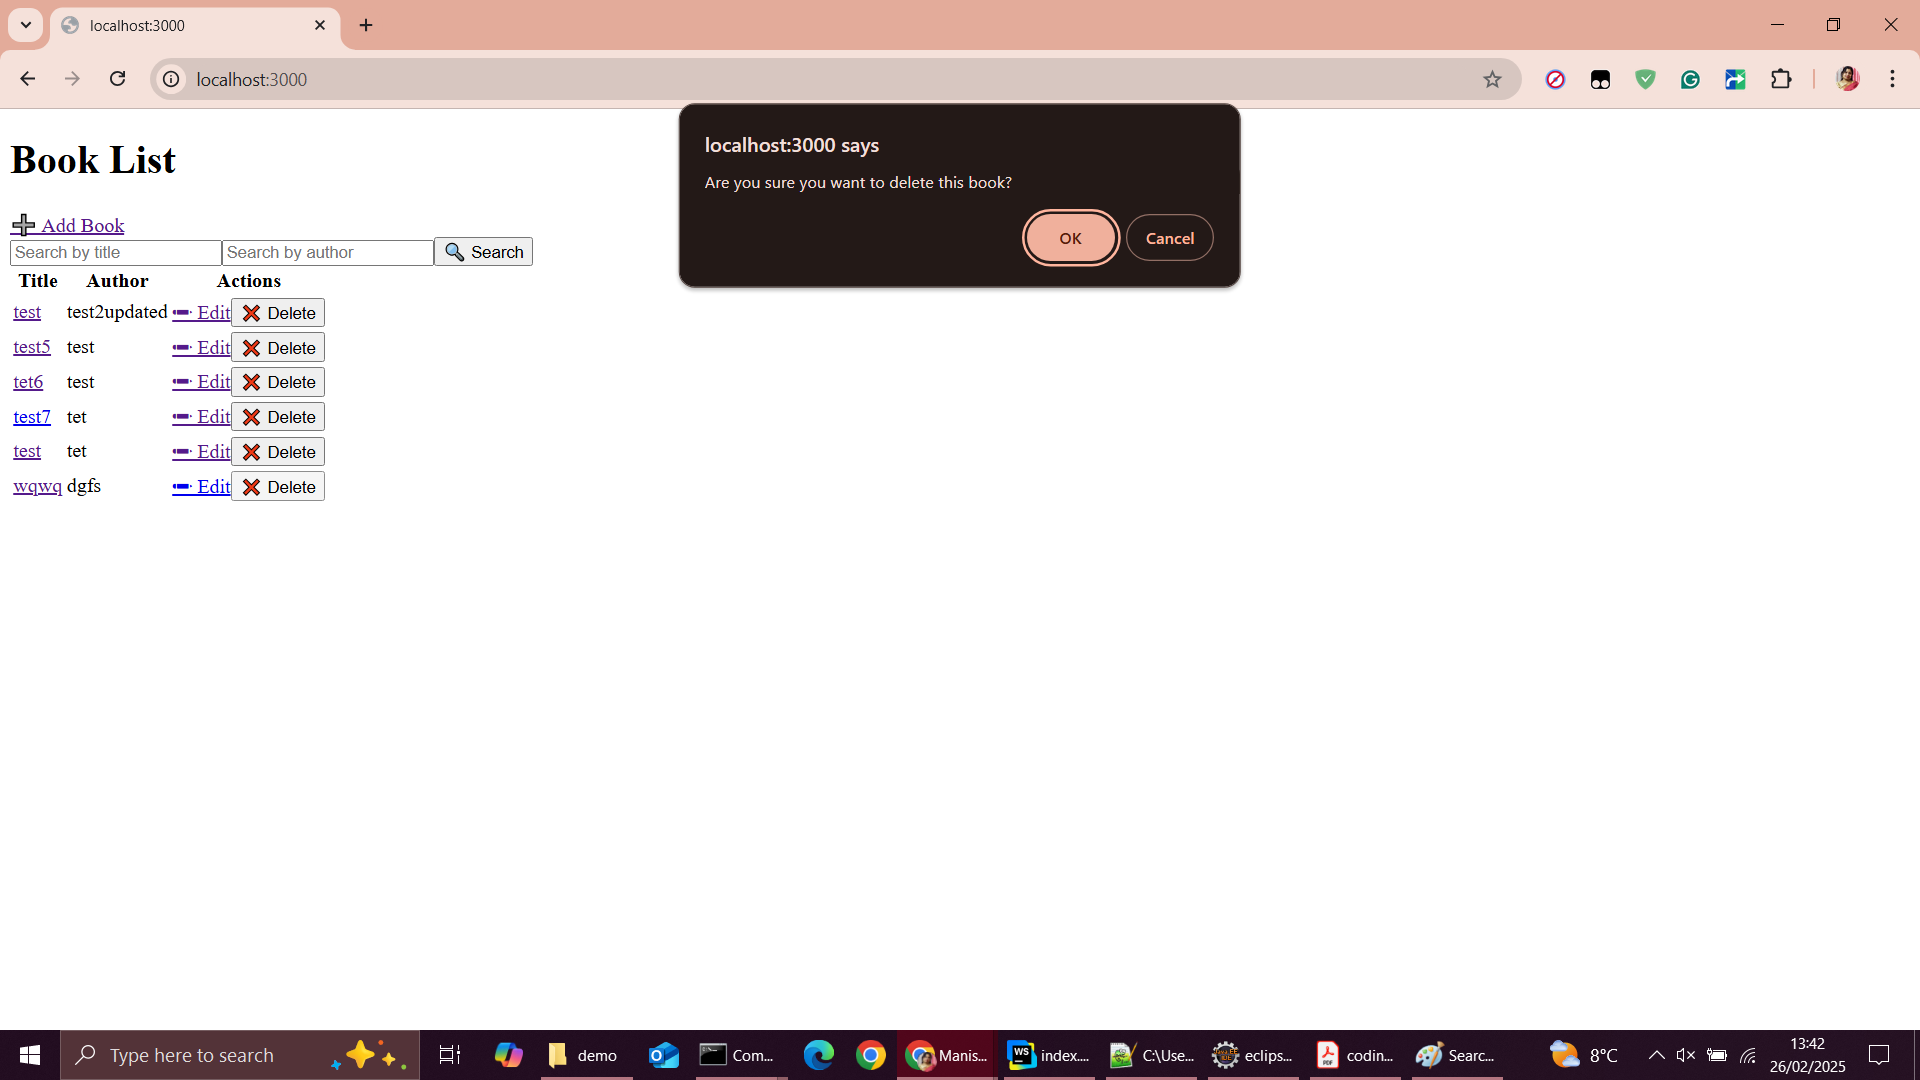 localhost:3000
localhost:3000
localhost:3000 says
Are you sure you want to delete this book?
OK Cancel
Book List
Add Book
Search by title Search by author Search
Title Author Actions
test test2updated Edit Delete
test5 test Edit Delete
tet6 test Edit Delete
test7 tet Edit Delete
test tet Edit Delete
wqwq dgfs Edit Delete
Type here to search demo Com... Manis... WS index.... C:\Use... eclips... codin... Searc... 8°C 13:42
26/02/2025